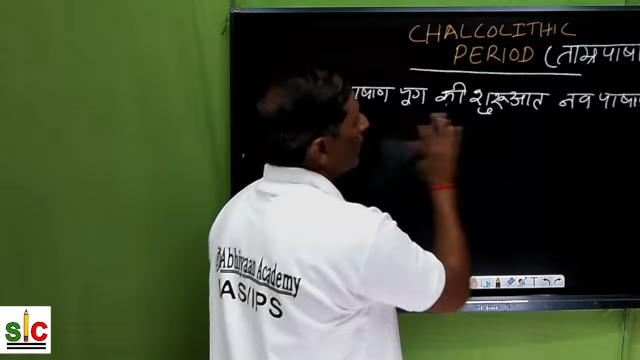 CHALCOLITHIC
PERIOD (ताम्रपाषा
षाण युग की शुरूआत नव पाषा
@Abhiyaan Academy
IAS/IPS
SIC